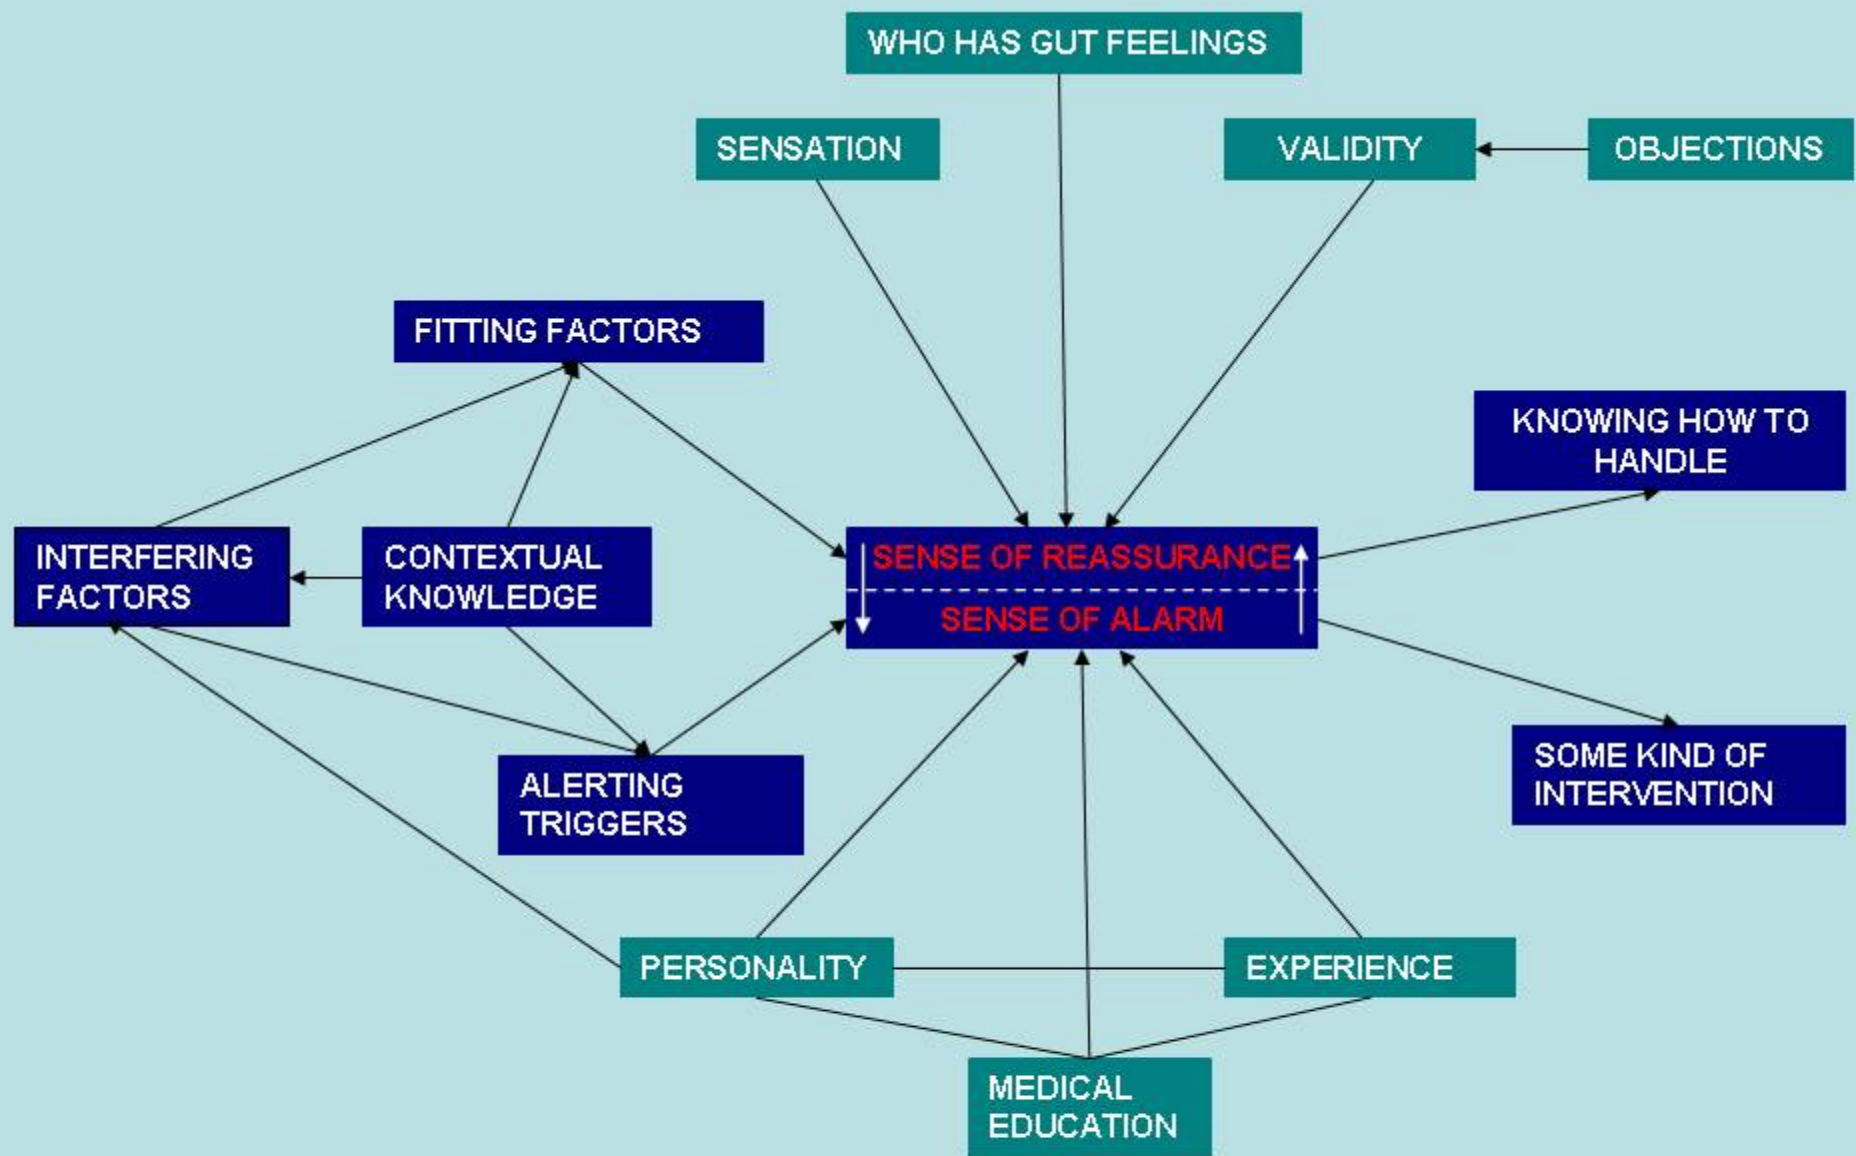 WHO HAS GUT FEELINGS
SENSATION
VALIDITY
OBJECTIONS
FITTING FACTORS
KNOWING HOW TO
HANDLE
INTERFERING
FACTORS
CONTEXTUAL
KNOWLEDGE
SENSE OF REASSURANCE
SENSE OF ALARM
ALERTING
TRIGGERS
SOME KIND OF
INTERVENTION
PERSONALITY
EXPERIENCE
MEDICAL
EDUCATION